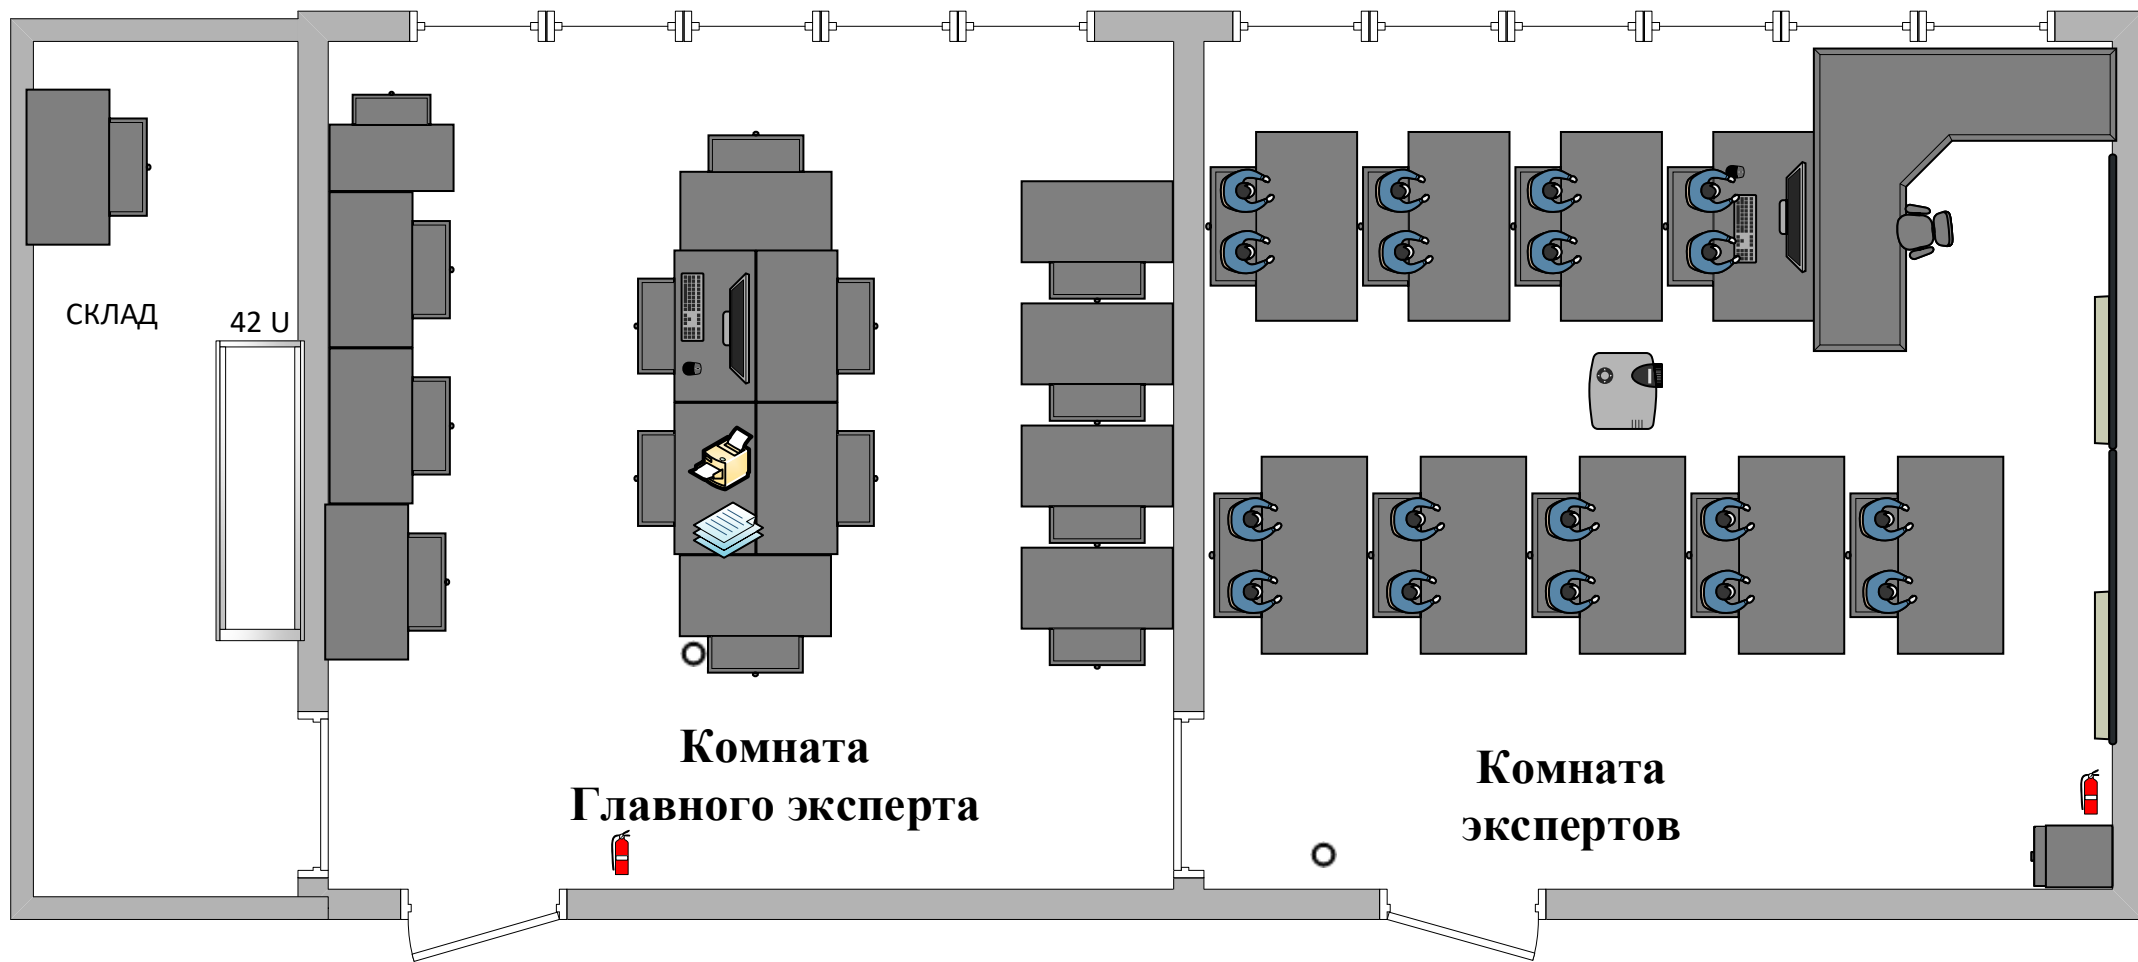 СКЛАД
42 U
Комната
Главного эксперта
Комната
экспертов